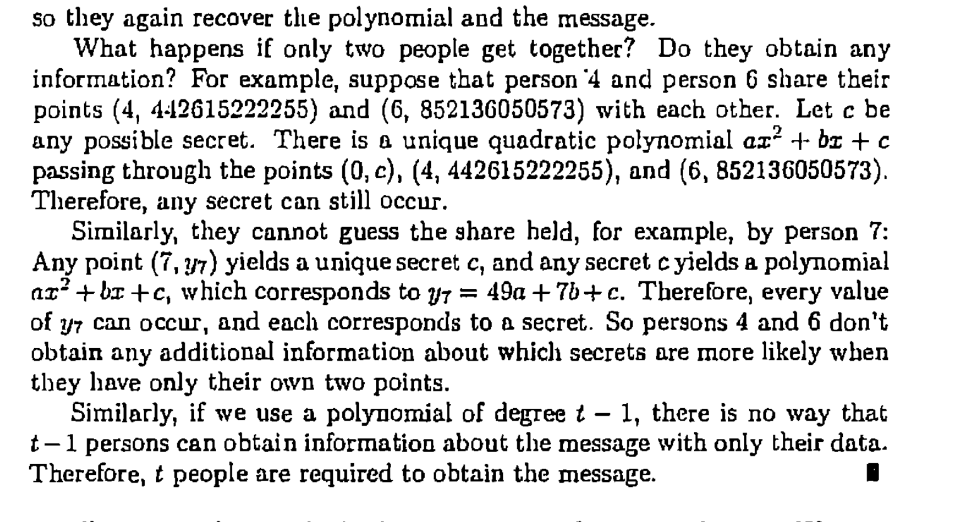 so they again recover the polynomial and the message.
What happens if only two people get together? Do they obtain any
information? For example, suppose that person 4 and person 6 share their
points (4, 442615222255) and (6, 852136050573) with each other. Let c be
any possible secret. There is a unique quadratic polynomial ax² + bx + c
passing through the points (0, c), (4, 442615222255), and (6, 852136050573).
Therefore, any secret can still occur.
Similarly, they cannot guess the share held, for example, by person 7:
Any point (7, y₇) yields a unique secret c, and any secret c yields a polynomial
ax² + bx + c, which corresponds to y₇ = 49a + 7b + c. Therefore, every value
of y₇ can occur, and each corresponds to a secret. So persons 4 and 6 don't
obtain any additional information about which secrets are more likely when
they have only their own two points.
Similarly, if we use a polynomial of degree t − 1, there is no way that
t − 1 persons can obtain information about the message with only their data.
Therefore, t people are required to obtain the message. ∎